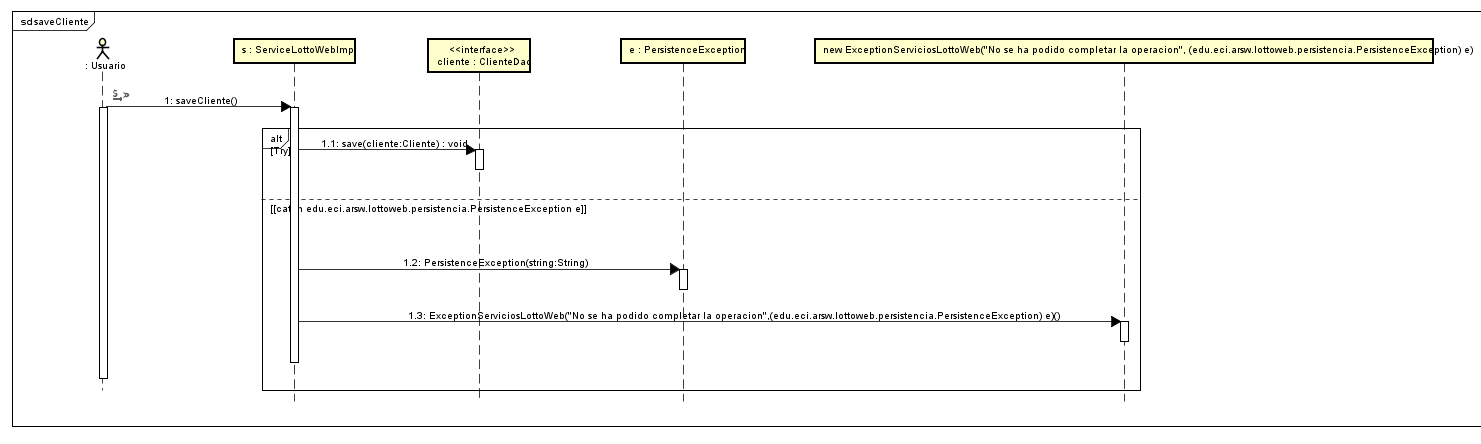 sdsaveCliente
: Usuario
s : ServiceLottoWebImp
<<interface>>
cliente : ClienteDao
e : PersistenceException
new ExceptionServiciosLottoWeb("No se ha podido completar la operacion", (edu.eci.arsw.lottoweb.persistencia.PersistenceException) e)
1: saveCliente()
alt
[Try]
1.1: save(cliente:Cliente) : void
[[catch edu.eci.arsw.lottoweb.persistencia.PersistenceException e]]
1.2: PersistenceException(string:String)
1.3: ExceptionServiciosLottoWeb("No se ha podido completar la operacion",(edu.eci.arsw.lottoweb.persistencia.PersistenceException) e)()